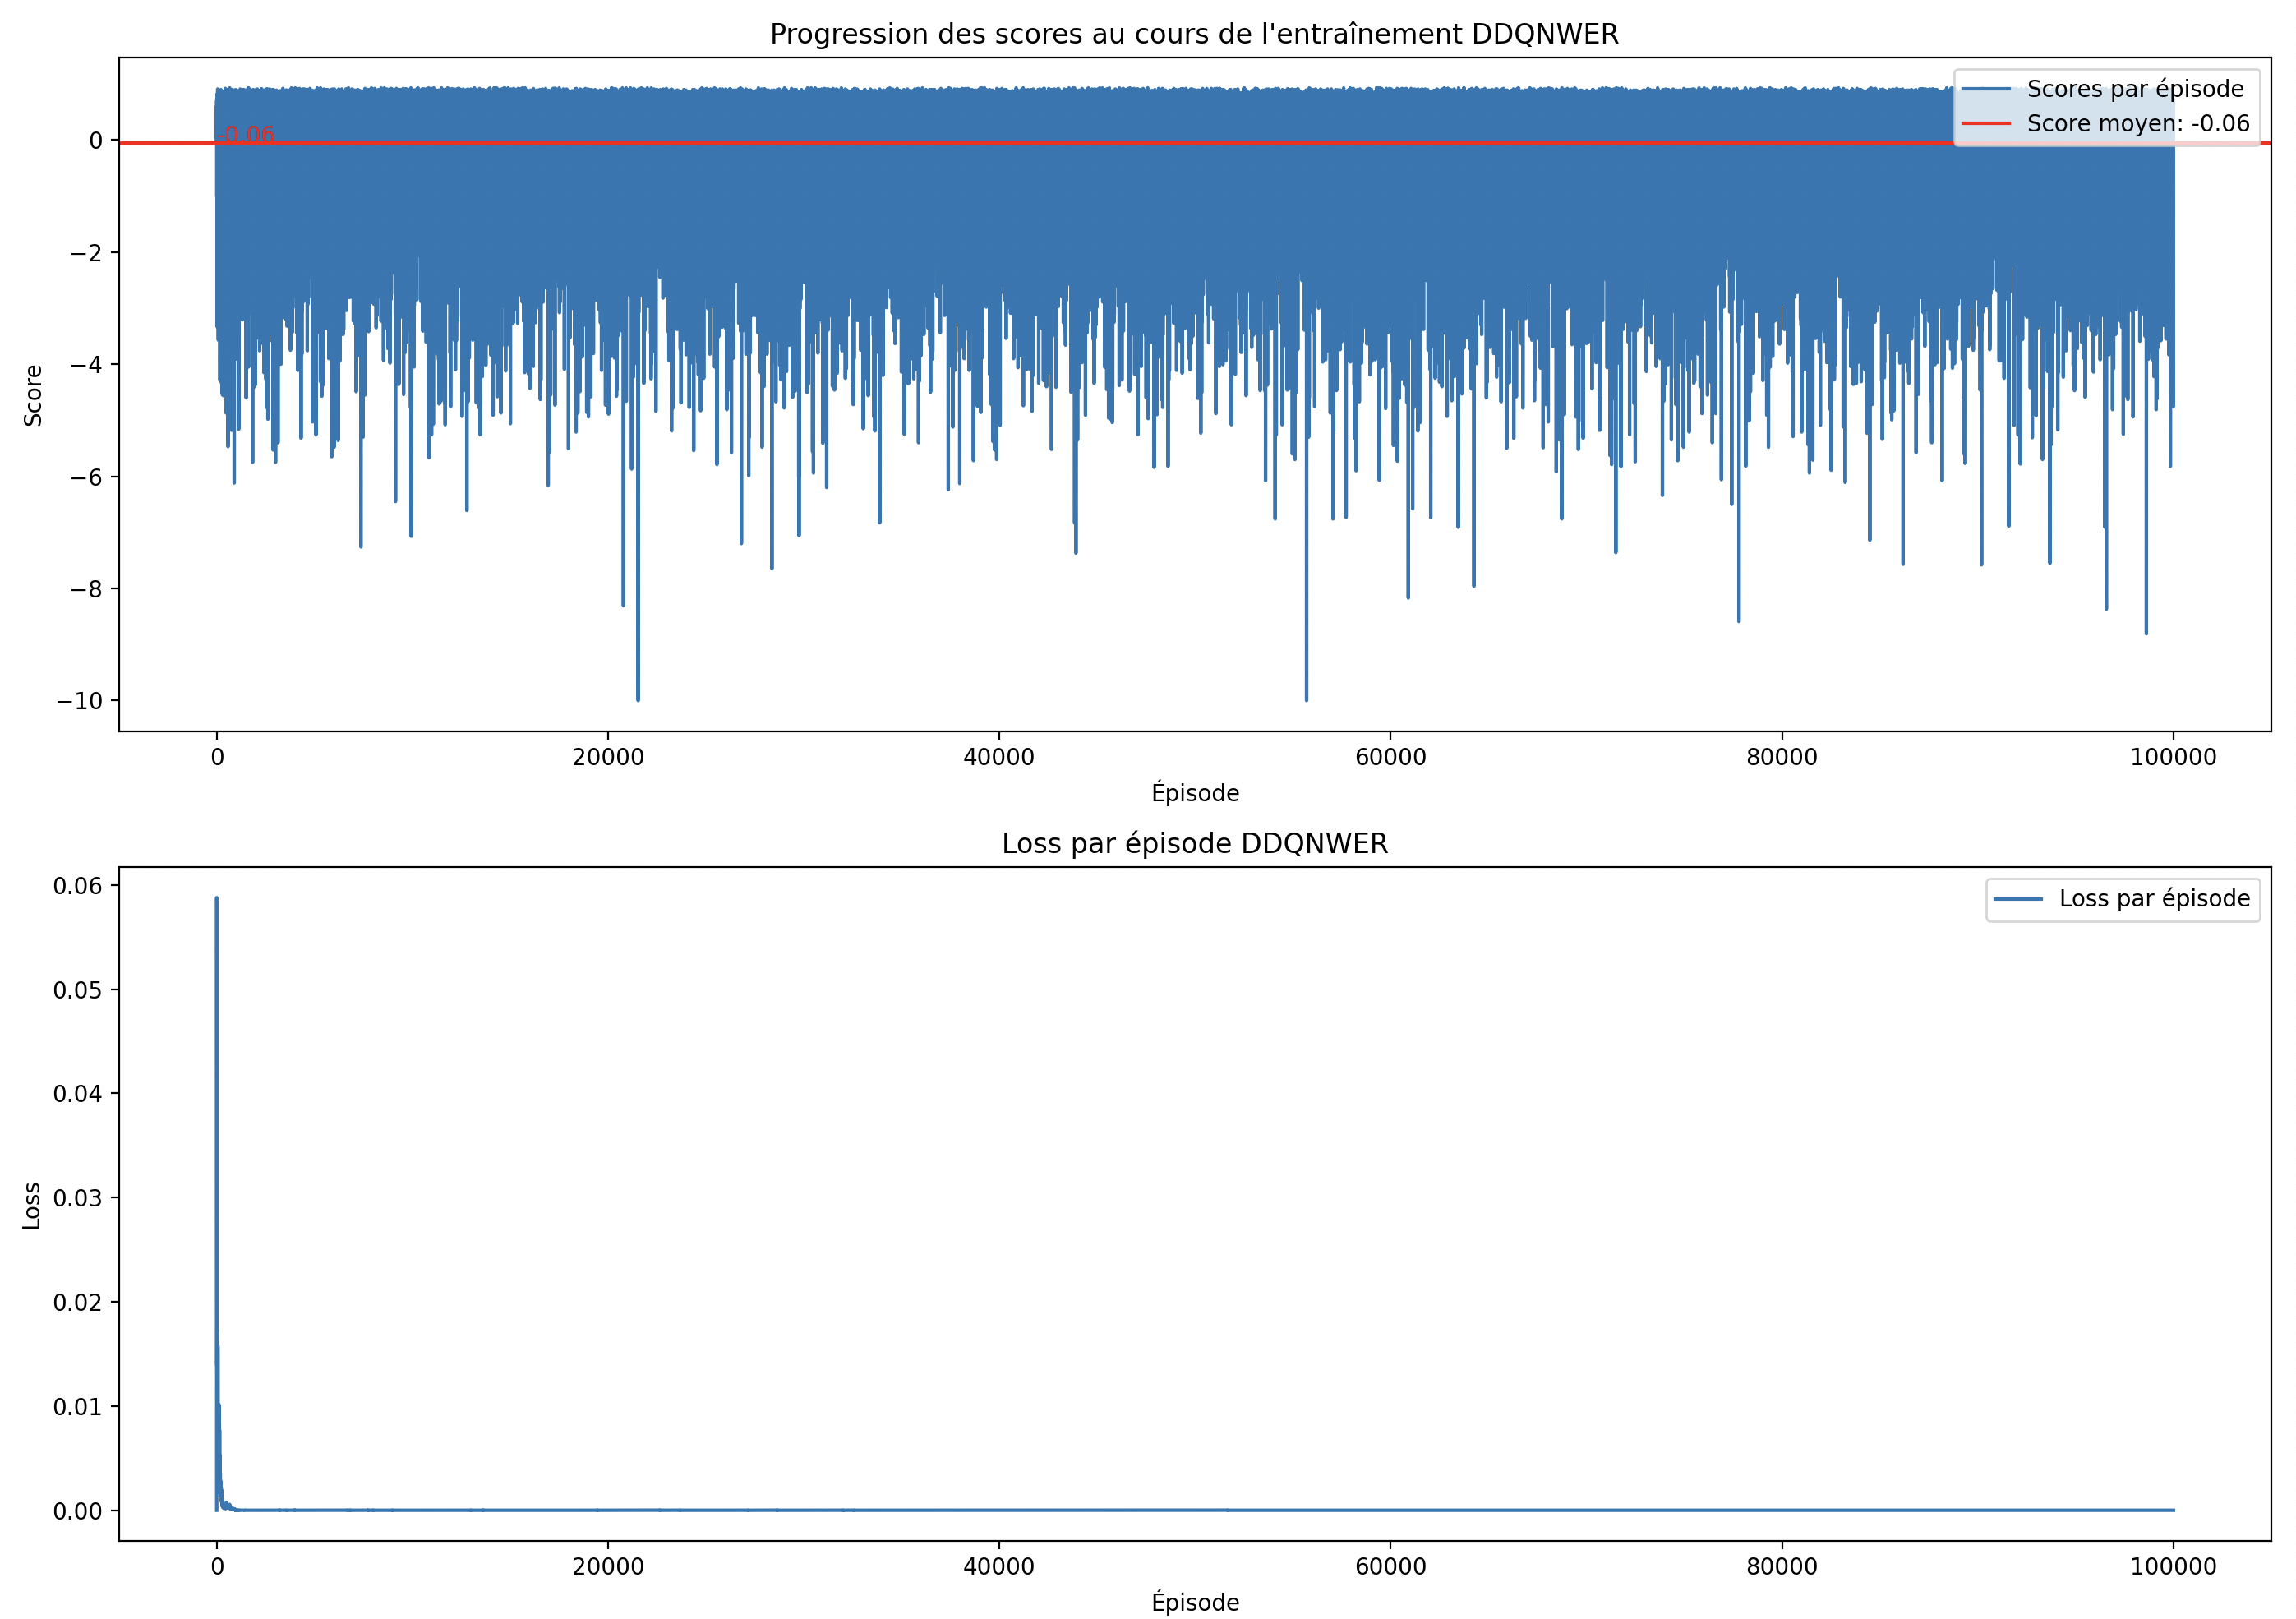 Progression des scores au cours de l'entraînement DDQNWER
Scores par épisode
Score moyen: -0.06
-0.06
0
−2
−4
−6
−8
−10
Score
0
20000
40000
60000
80000
100000
Épisode
Loss par épisode DDQNWER
Loss par épisode
0.06
0.05
0.04
0.03
0.02
0.01
0.00
Loss
0
20000
40000
60000
80000
100000
Épisode